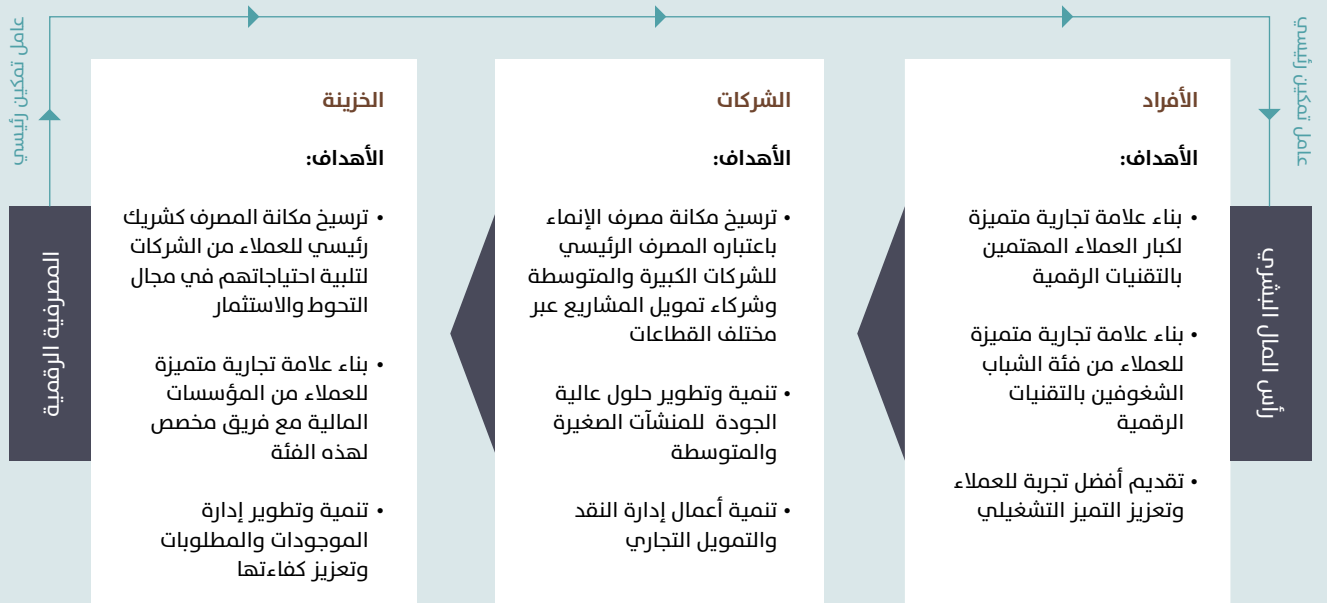 عامل تمكين رئيسي
رأس المال البشري
الأفراد
الأهداف:
• بناء علامة تجارية متميزة
لكبار العملاء المهتمين
بالتقنيات الرقمية
• بناء علامة تجارية متميزة
للعملاء من فئة الشباب
الشغوفين بالتقنيات
الرقمية
• تقديم أفضل تجربة للعملاء
وتعزيز التميز التشغيلي
الشركات
الأهداف:
• ترسيخ مكانة مصرف الإنماء
باعتباره المصرف الرئيسي
للشركات الكبيرة والمتوسطة
وشركاء تمويل المشاريع عبر
مختلف القطاعات
• تنمية وتطوير حلول عالية
الجودة للمنشآت الصغيرة
والمتوسطة
• تنمية أعمال إدارة النقد
والتمويل التجاري
الخزينة
الأهداف:
• ترسيخ مكانة المصرف كشريك
رئيسي للعملاء من الشركات
لتلبية احتياجاتهم في مجال
التحوط والاستثمار
• بناء علامة تجارية متميزة
للعملاء من المؤسسات
المالية مع فريق مخصص
لهذه الفئة
• تنمية وتطوير إدارة
الموجودات والمطلوبات
وتعزيز كفاءتها
عامل تمكين رئيسي
المصرفية الرقمية